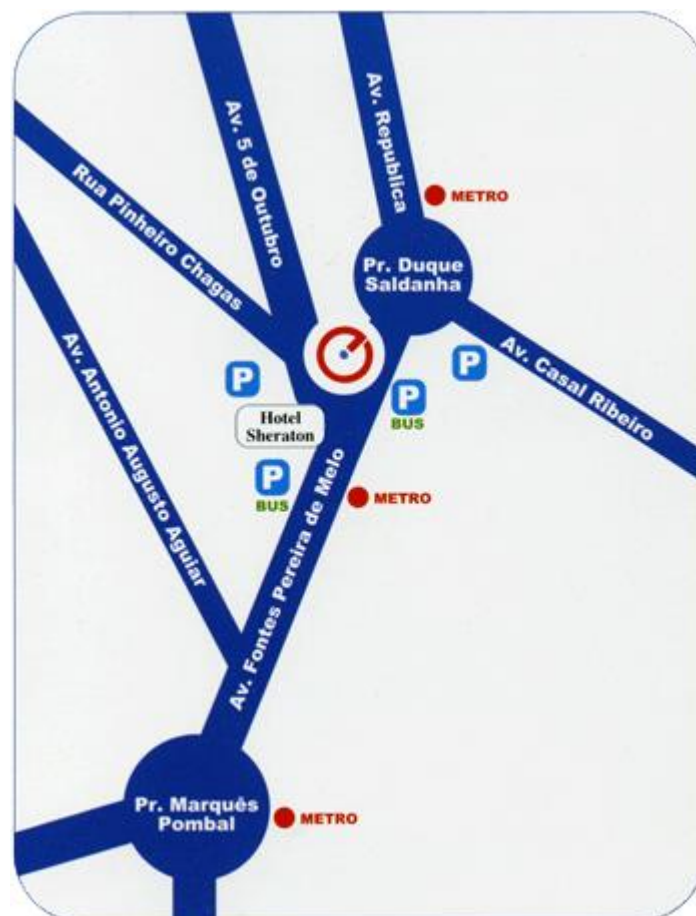 Av. Republica
Av. 5 de Outubro
METRO
Rua Pinheiro Chagas
Pr. Duque
Saldanha
Av. Antonio Augusto Aguiar
Av. Casal Ribeiro
P
P
P
BUS
Hotel
Sheraton
P
BUS
METRO
Av. Fontes Pereira de Melo
Pr. Marquês
Pombal
METRO